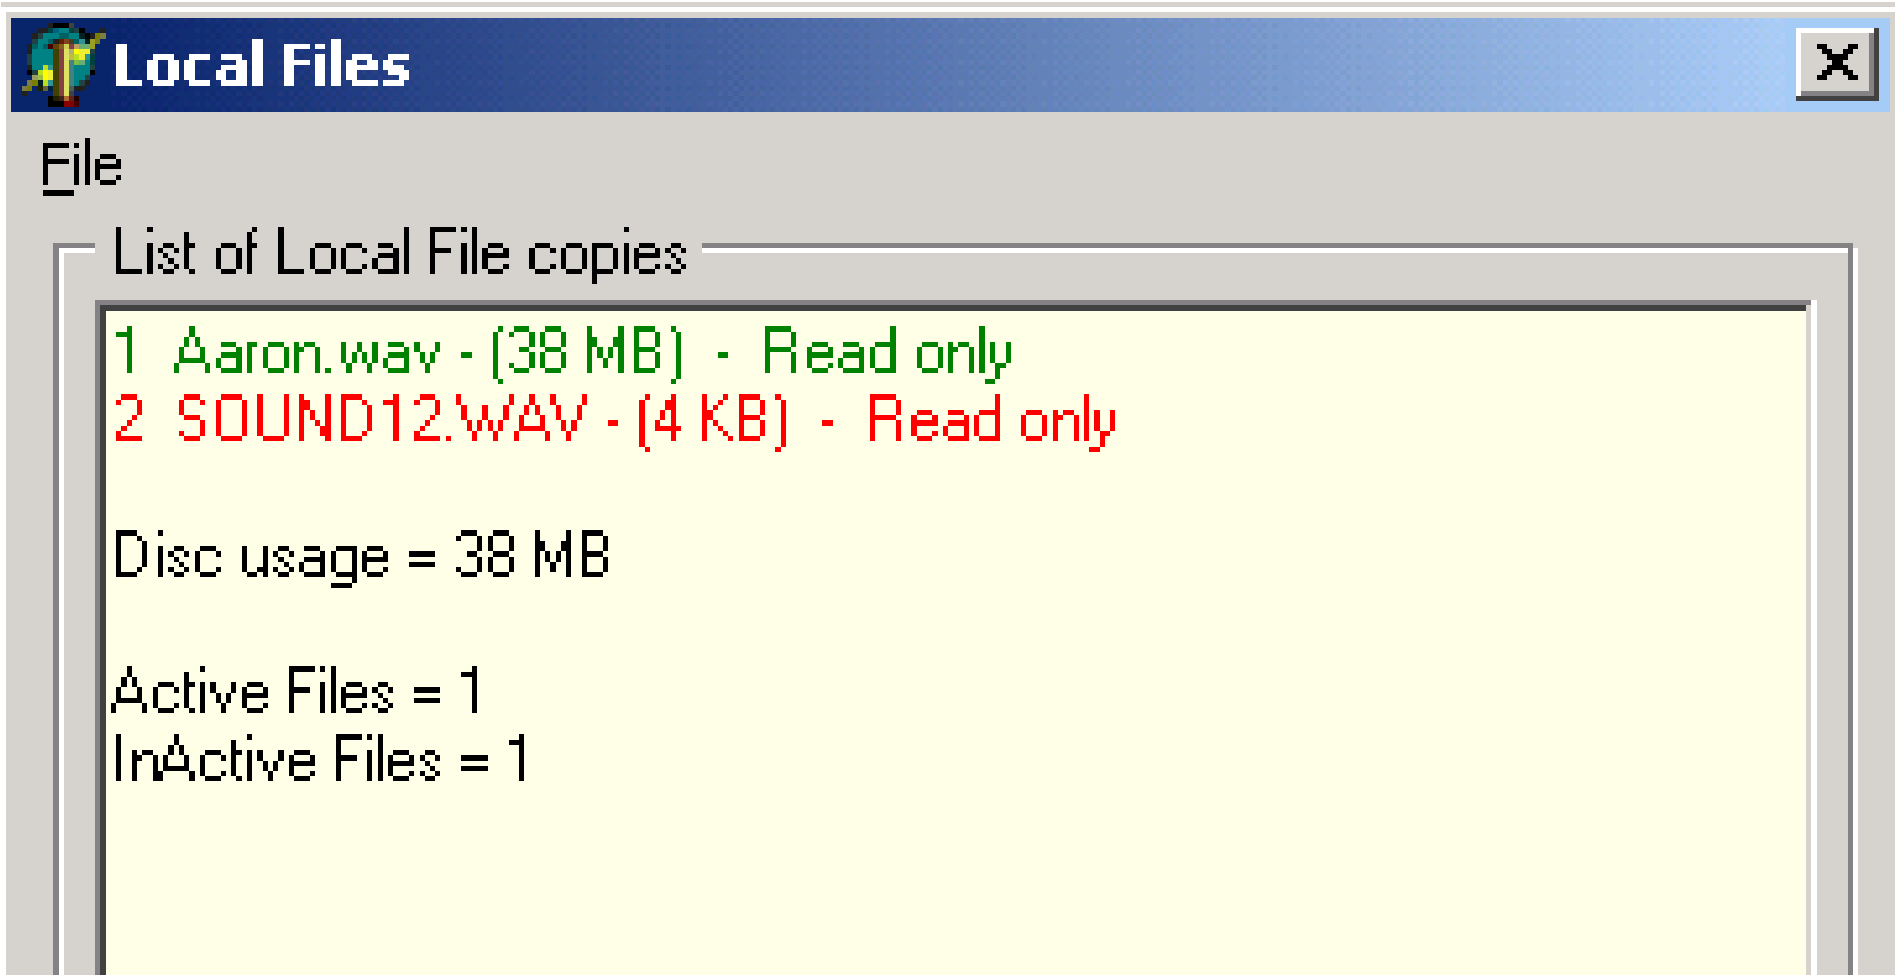 Local Files
File
List of Local File copies
1 Aaron.wav - (38 MB) - Read only
2 SOUND12.WAV - (4 KB) - Read only
Disc usage = 38 MB
Active Files = 1
InActive Files = 1